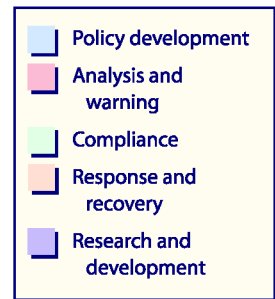 Policy development
Analysis and
warning
Compliance
Response and
recovery
Research and
development